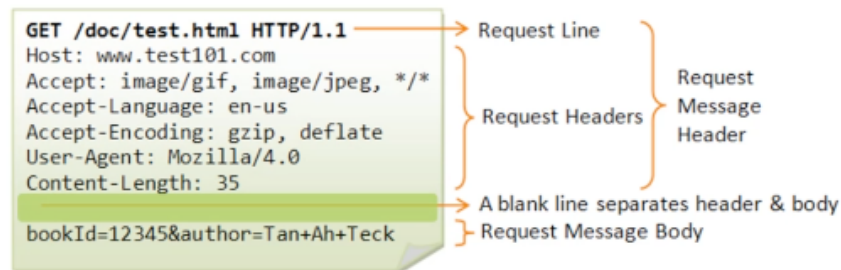 GET /doc/test.html HTTP/1.1
Host: www.test101.com
Accept: image/gif, image/jpeg, */*
Accept-Language: en-us
Accept-Encoding: gzip, deflate
User-Agent: Mozilla/4.0
Content-Length: 35
bookId=12345&author=Tan+Ah+Teck
Request Line
Request Headers
Request
Message
Header
A blank line separates header & body
Request Message Body